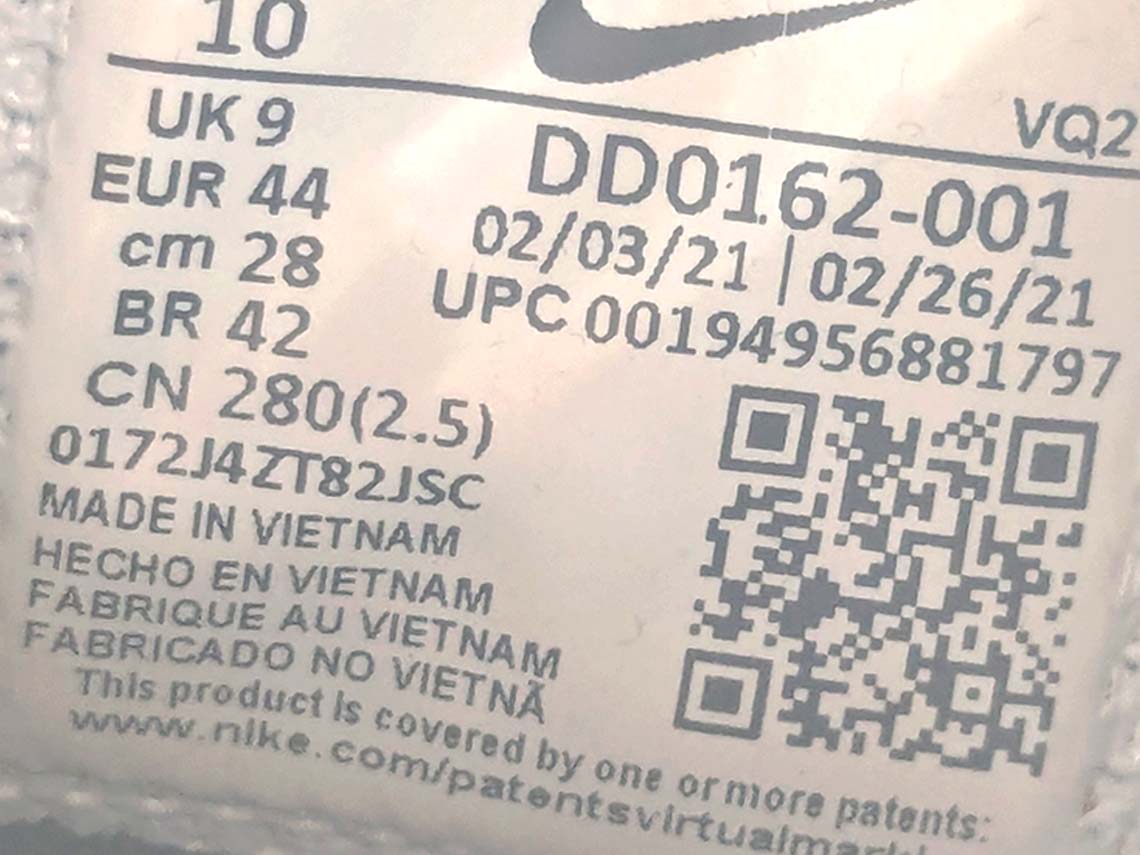 10
VQ2
UK 9
EUR 44
cm 28
BR 42
CN 280(2.5)
DD0162-001
02/03/21 | 02/26/21
UPC 00194956881797
0172J4ZT82JSC
MADE IN VIETNAM
HECHO EN VIETNAM
FABRIQUE AU VIETNAM
FABRICADO NO VIETNÃ
This product is covered by one or more patents:
www.nike.com/patentsvirtualmark